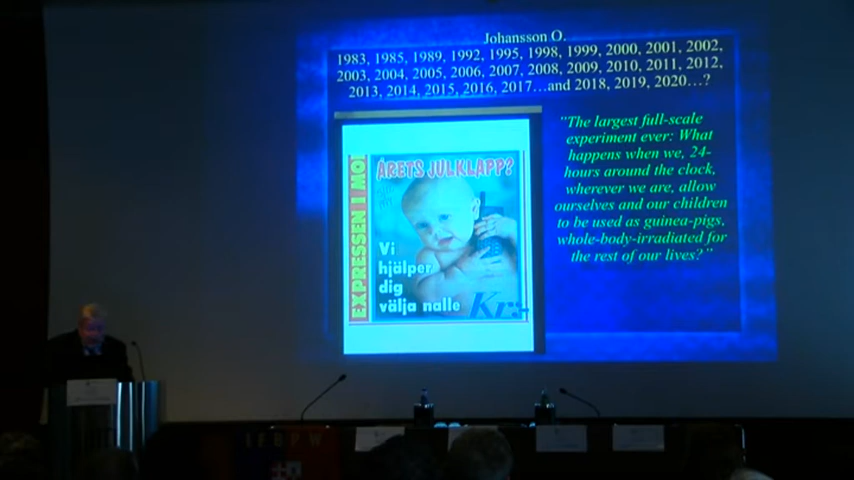 Johansson O.
1983, 1985, 1989, 1992, 1995, 1998, 1999, 2000, 2001, 2002,
2003, 2004, 2005, 2006, 2007, 2008, 2009, 2010, 2011, 2012,
2013, 2014, 2015, 2016, 2017...and 2018, 2019, 2020...?
EXPRESSEN I MO
ÅRETS JULKLAPP?
Vi
hjälper
dig
välja nalle
Kr:-
"The largest full-scale
experiment ever: What
happens when we, 24-
hours around the clock,
wherever we are, allow
ourselves and our children
to be used as guinea-pigs,
whole-body-irradiated for
the rest of our lives?"
IFBPW